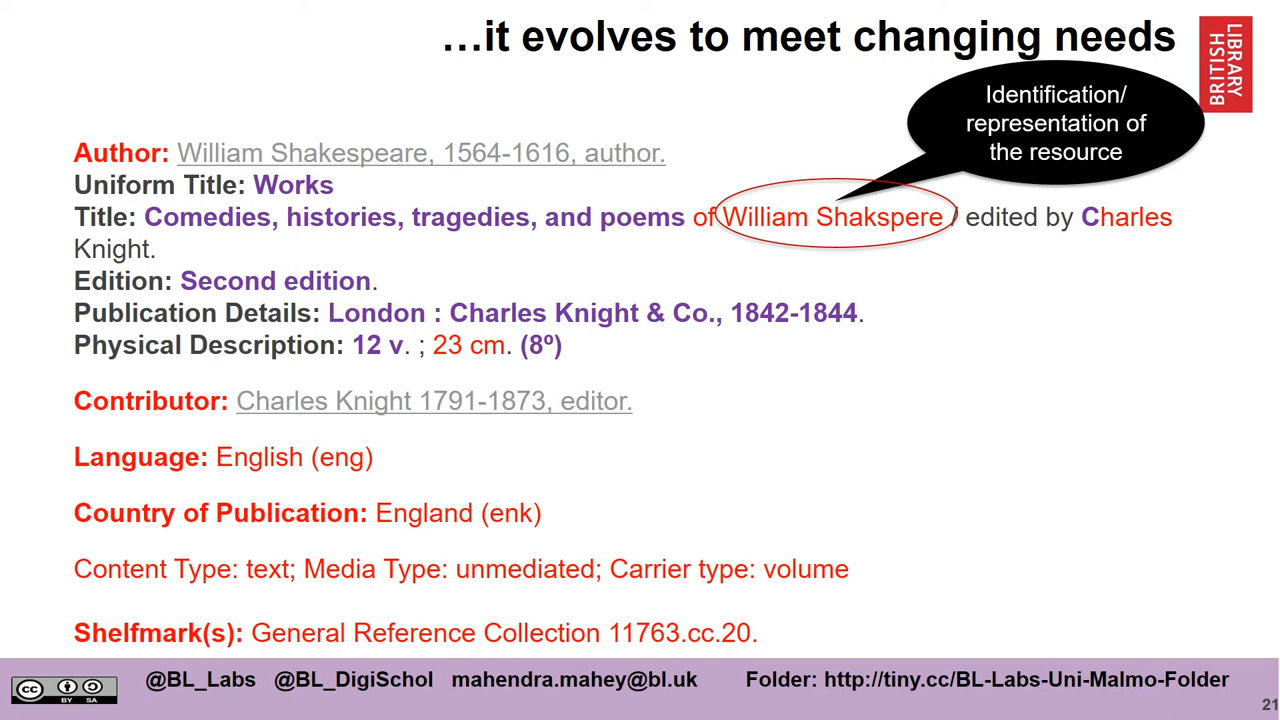 …it evolves to meet changing needs
LIBRARY
BRITISH
Identification/
representation of
the resource
Author: William Shakespeare, 1564-1616, author.
Uniform Title: Works
Title: Comedies, histories, tragedies, and poems of William Shakspere / edited by Charles
Knight.
Edition: Second edition.
Publication Details: London : Charles Knight & Co., 1842-1844.
Physical Description: 12 v. ; 23 cm. (8º)
Contributor: Charles Knight 1791-1873, editor.
Language: English (eng)
Country of Publication: England (enk)
Content Type: text; Media Type: unmediated; Carrier type: volume
Shelfmark(s): General Reference Collection 11763.cc.20.
cc BY SA
@BL_Labs @BL_DigiSchol mahendra.mahey@bl.uk Folder: http://tiny.cc/BL-Labs-Uni-Malmo-Folder
21